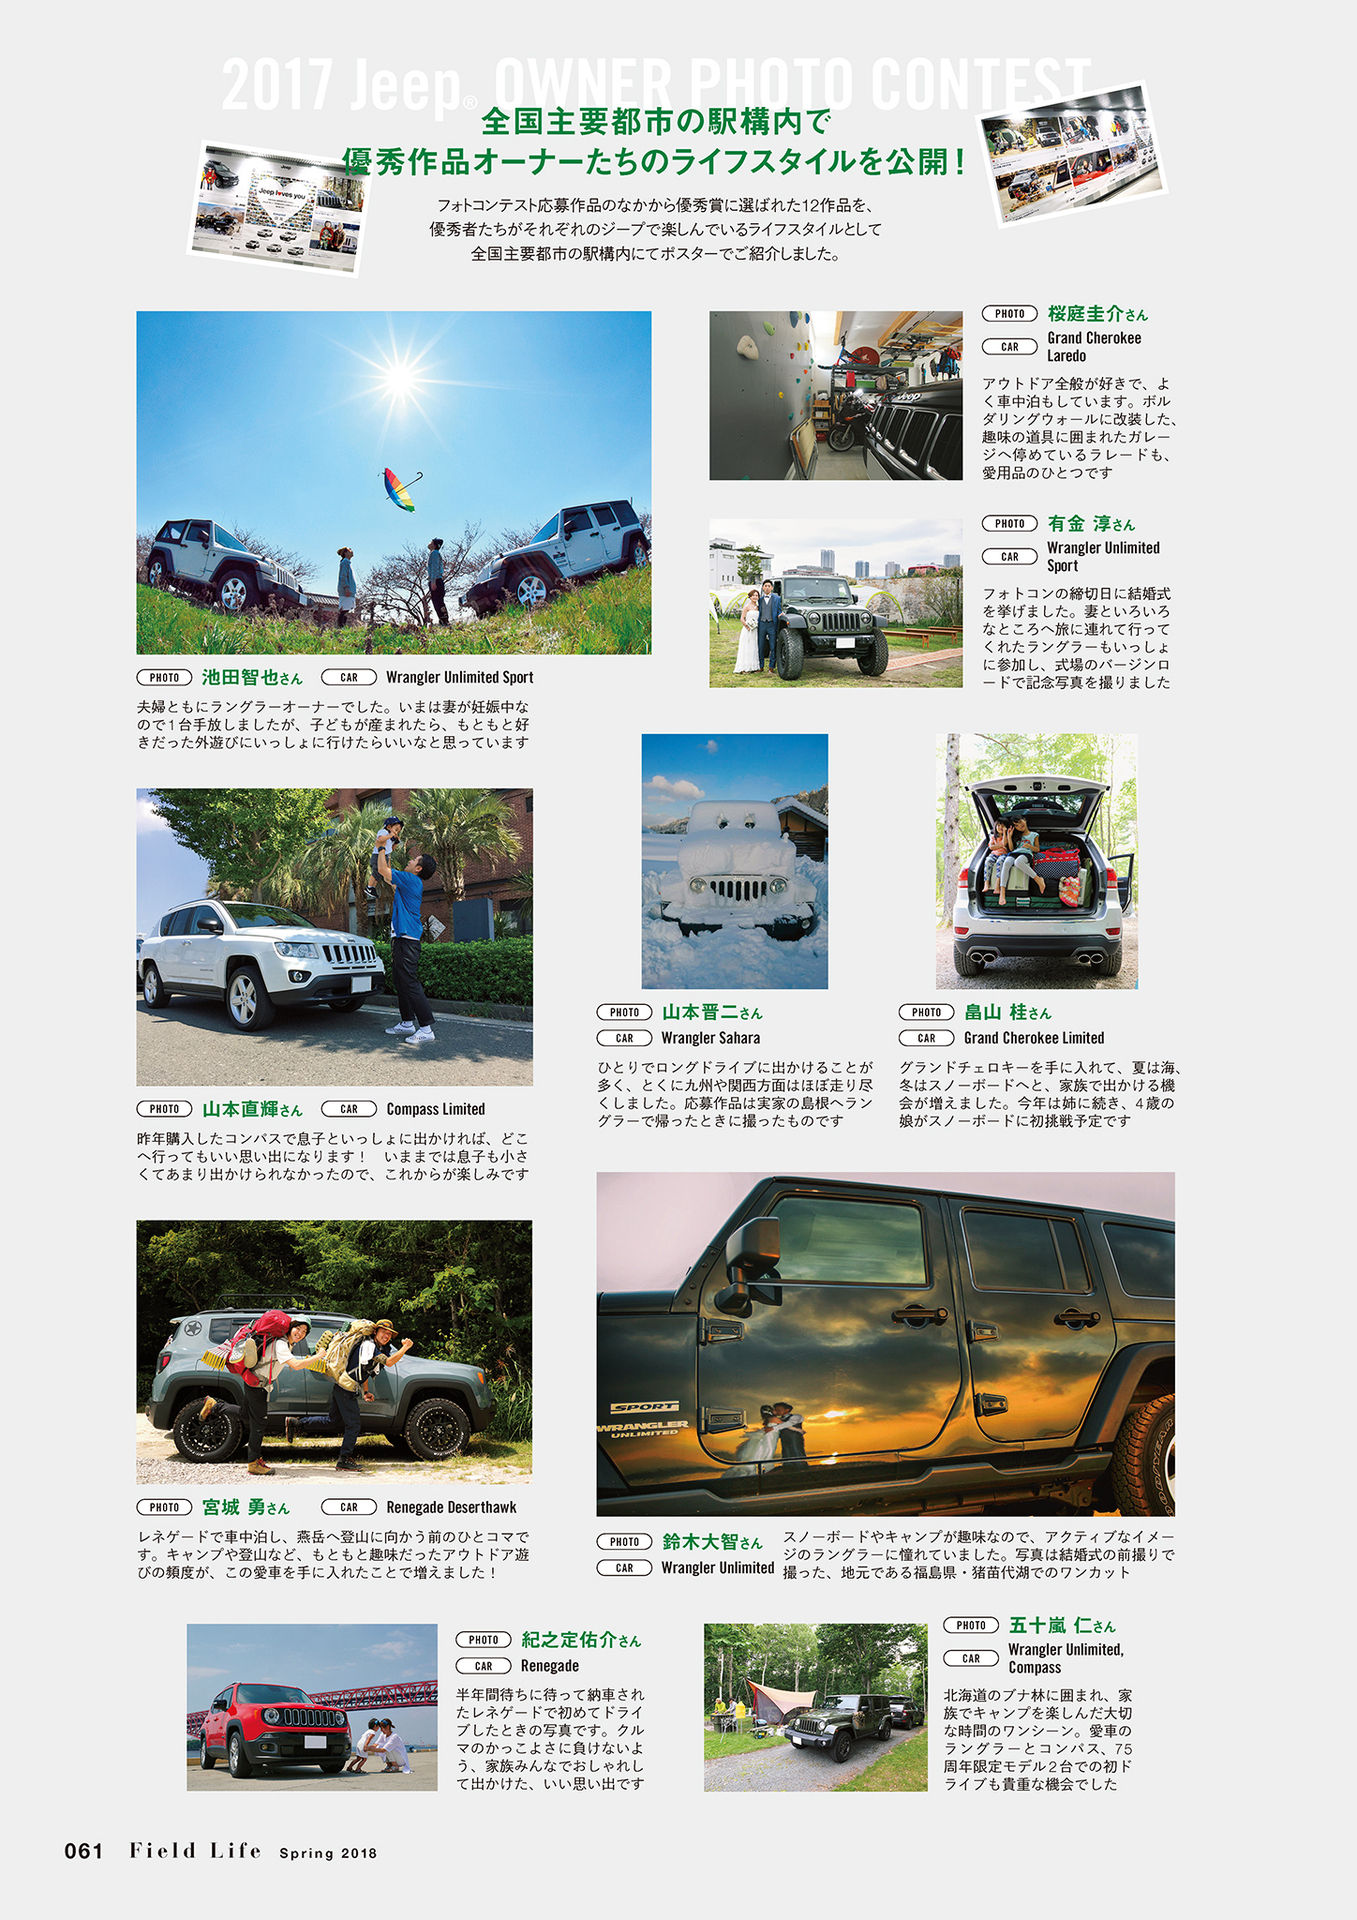 2017 Jeep® OWNER PHOTO CONTEST
全国主要都市の駅構内で
優秀作品オーナーたちのライフスタイルを公開！
フォトコンテスト応募作品のなかから優秀賞に選ばれた12作品を、
優秀者たちがそれぞれのジープで楽しんでいるライフスタイルとして
全国主要都市の駅構内にてポスターでご紹介しました。
Jeep
Jeep loves you
PHOTO 池田智也さん CAR Wrangler Unlimited Sport
夫婦ともにラングラーオーナーでした。いまは妻が妊娠中な
ので1台手放しましたが、子どもが産まれたら、もともと好
きだった外遊びにいっしょに行けたらいいなと思っています
Jeep
PHOTO 桜庭圭介さん
CAR Grand Cherokee
Laredo
アウトドア全般が好きで、よ
く車中泊もしています。ボル
ダリングウォールに改装した、
趣味の道具に囲まれたガレー
ジへ停めているラレードも、
愛用品のひとつです
PHOTO 有金 淳さん
CAR Wrangler Unlimited
Sport
フォトコンの締切日に結婚式
を挙げました。妻といろいろ
なところへ旅に連れて行って
くれたラングラーもいっしょ
に参加し、式場のバージンロ
ードで記念写真を撮りました
PHOTO 山本直輝さん CAR Compass Limited
昨年購入したコンパスで息子といっしょに出かければ、どこ
へ行ってもいい思い出になります！　いままでは息子も小さ
くてあまり出かけられなかったので、これからが楽しみです
PHOTO 山本晋二さん
CAR Wrangler Sahara
ひとりでロングドライブに出かけることが
多く、とくに九州や関西方面はほぼ走り尽
くしました。応募作品は実家の島根へラン
グラーで帰ったときに撮ったものです
PHOTO 畠山 桂さん
CAR Grand Cherokee Limited
グランドチェロキーを手に入れて、夏は海、
冬はスノーボードへと、家族で出かける機
会が増えました。今年は姉に続き、4歳の
娘がスノーボードに初挑戦予定です
PHOTO 宮城 勇さん CAR Renegade Deserthawk
レネゲードで車中泊し、燕岳へ登山に向かう前のひとコマで
す。キャンプや登山など、もともと趣味だったアウトドア遊
びの頻度が、この愛車を手に入れたことで増えました！
SPORT
WRANGLER
UNLIMITED
GOODYEAR
PHOTO 鈴木大智さん
CAR Wrangler Unlimited
スノーボードやキャンプが趣味なので、アクティブなイメー
ジのラングラーに憧れていました。写真は結婚式の前撮りで
撮った、地元である福島県・猪苗代湖でのワンカット
PHOTO 紀之定佑介さん
CAR Renegade
半年間待ちに待って納車され
たレネゲードで初めてドライ
ブしたときの写真です。クル
マのかっこよさに負けないよ
う、家族みんなでおしゃれし
て出かけた、いい思い出です
PHOTO 五十嵐 仁さん
CAR Wrangler Unlimited,
Compass
北海道のブナ林に囲まれ、家
族でキャンプを楽しんだ大切
な時間のワンシーン。愛車の
ラングラーとコンパス、75
周年限定モデル2台での初ド
ライブも貴重な機会でした
061 Field Life Spring 2018